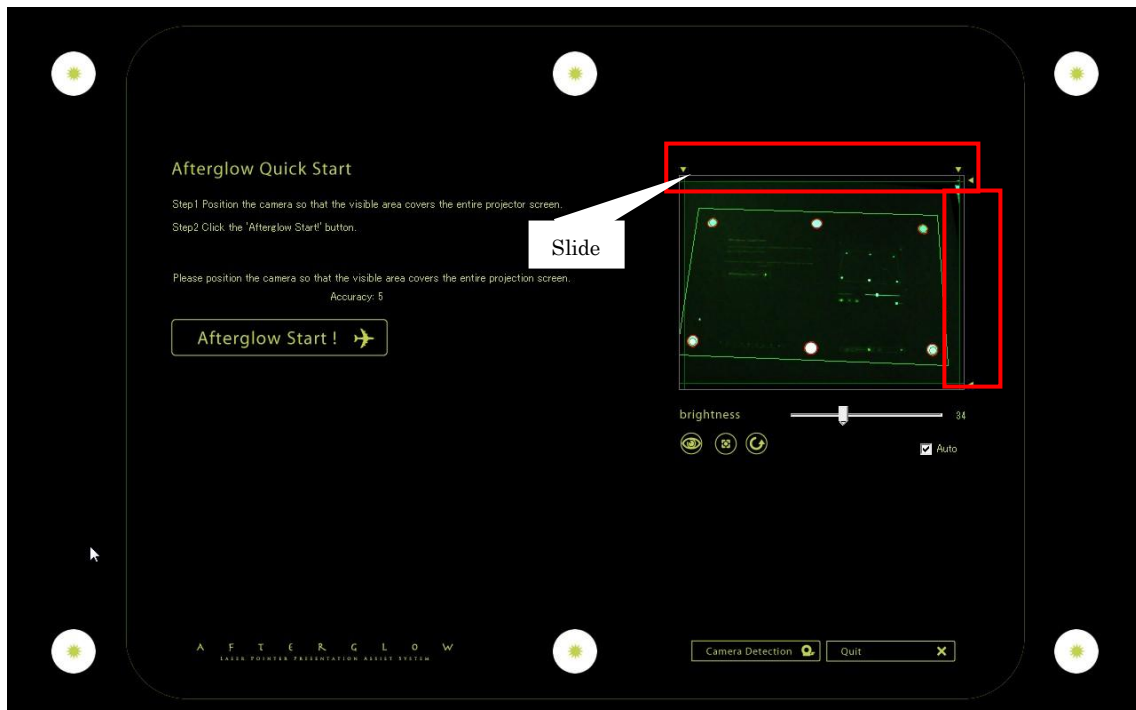 Afterglow Quick Start
Step1 Position the camera so that the visible area covers the entire projector screen.
Step2 Click the 'Afterglow Start!' button.
Slide
Please position the camera so that the visible area covers the entire projection screen.
Accuracy: 5
Afterglow Start !
brightness
34
Auto
AFTERGLOW
LASER POINTER PRESENTATION ASSIST SYSTEM
Camera Detection
Quit